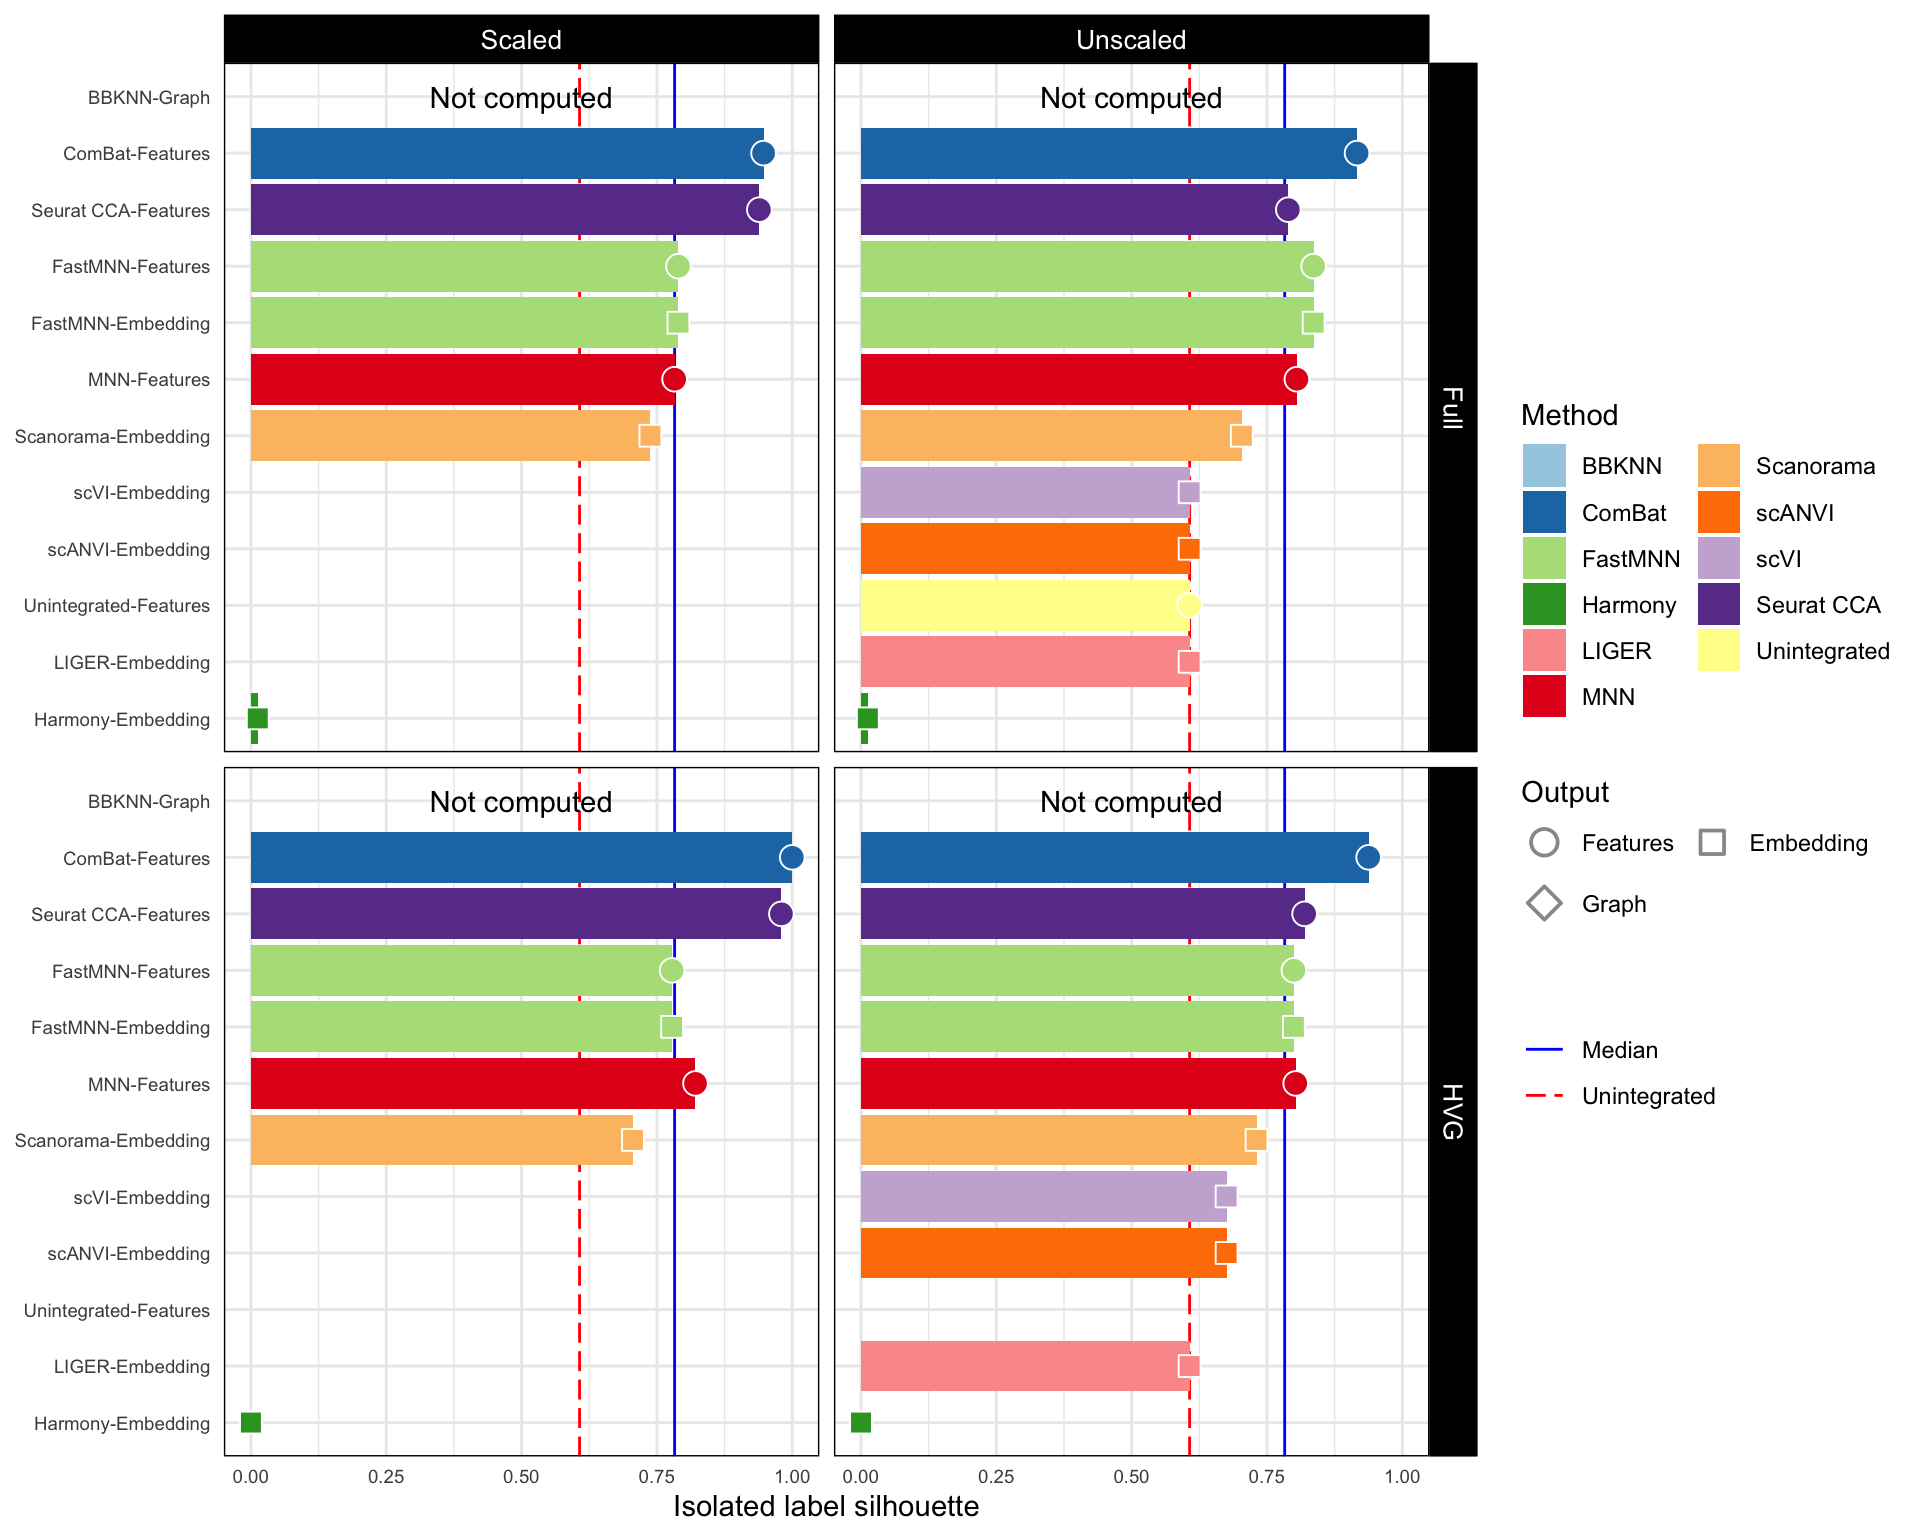 Scaled
Unscaled
BBKNN-Graph
ComBat-Features
Seurat CCA-Features
FastMNN-Features
FastMNN-Embedding
MNN-Features
Scanorama-Embedding
scVI-Embedding
scANVI-Embedding
Unintegrated-Features
LIGER-Embedding
Harmony-Embedding
Not computed
Not computed
Full
BBKNN-Graph
ComBat-Features
Seurat CCA-Features
FastMNN-Features
FastMNN-Embedding
MNN-Features
Scanorama-Embedding
scVI-Embedding
scANVI-Embedding
Unintegrated-Features
LIGER-Embedding
Harmony-Embedding
Not computed
Not computed
HVG
0.00 0.25 0.50 0.75 1.00
0.00 0.25 0.50 0.75 1.00
Isolated label silhouette
Method
BBKNN
ComBat
FastMNN
Harmony
LIGER
MNN
Scanorama
scANVI
scVI
Seurat CCA
Unintegrated
Output
Features
Embedding
Graph
Median
Unintegrated